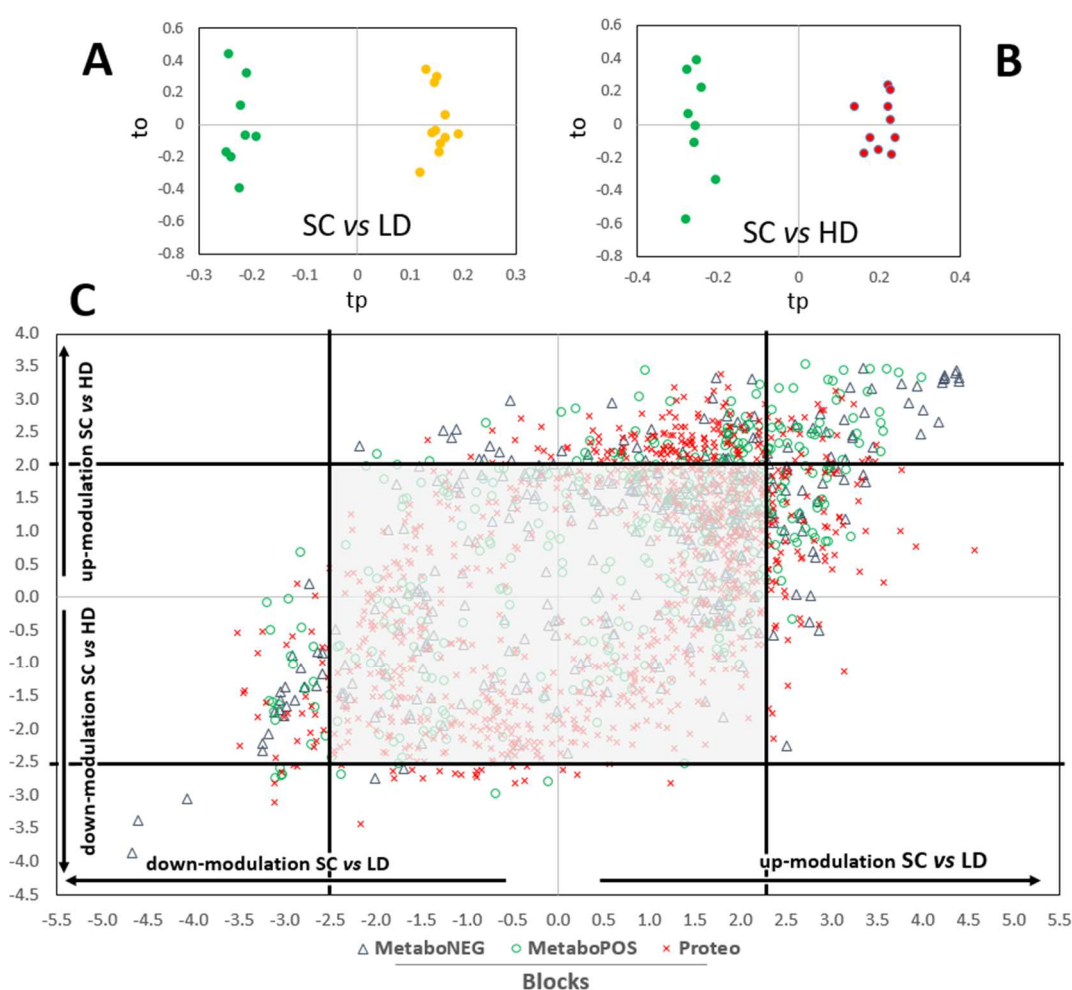 A
0.6
0.4
0.2
0
-0.2
-0.4
-0.6
-0.8
to
SC vs LD
-0.3 -0.2 -0.1 0 0.1 0.2 0.3
tp
B
0.6
0.4
0.2
0
-0.2
-0.4
-0.6
-0.8
to
SC vs HD
-0.4 -0.2 0 0.2 0.4
tp
C
4.0
3.5
3.0
2.5
2.0
1.5
1.0
0.5
0.0
-0.5
-1.0
-1.5
-2.0
-2.5
-3.0
-3.5
-4.0
-4.5
up-modulation SC vs HD
down-modulation SC vs HD
down-modulation SC vs LD
up-modulation SC vs LD
-5.5 -5.0 -4.5 -4.0 -3.5 -3.0 -2.5 -2.0 -1.5 -1.0 -0.5 0.0 0.5 1.0 1.5 2.0 2.5 3.0 3.5 4.0 4.5 5.0 5.5
MetaboNEG MetaboPOS Proteo
Blocks